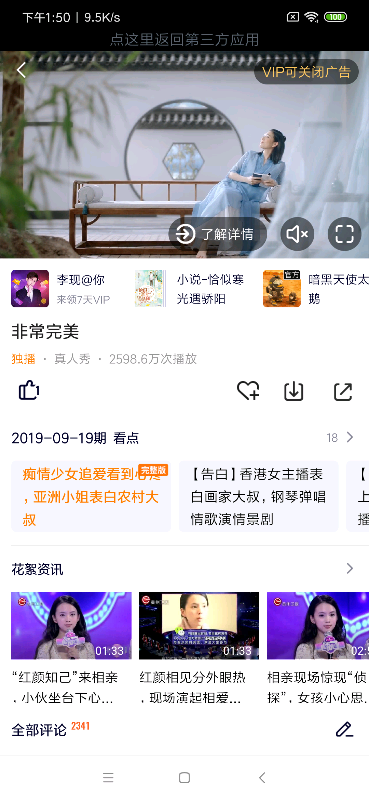 下午1:50 | 9.5K/s
100
点这里返回第三方应用
VIP可关闭广告
了解详情
李现@你
来领7天VIP
小说-恰似寒
光遇骄阳
官方
暗黑天使太
鹅
非常完美
独播 · 真人秀 · 2598.6万次播放
1
2019-09-19期 看点
18
完整版
痴情少女追爱看到心疼
，亚洲小姐表白农村大
叔
【告白】香港女主播表
白画家大叔，钢琴弹唱
情歌演情景剧
【
上
播
花絮资讯
01:33
01:33
02:5
“红颜知己”来相亲
，小伙坐台下心...
红颜相见分外眼热
，现场演起相爱...
相亲现场惊现“侦
探”，女孩小心思...
全部评论 2341